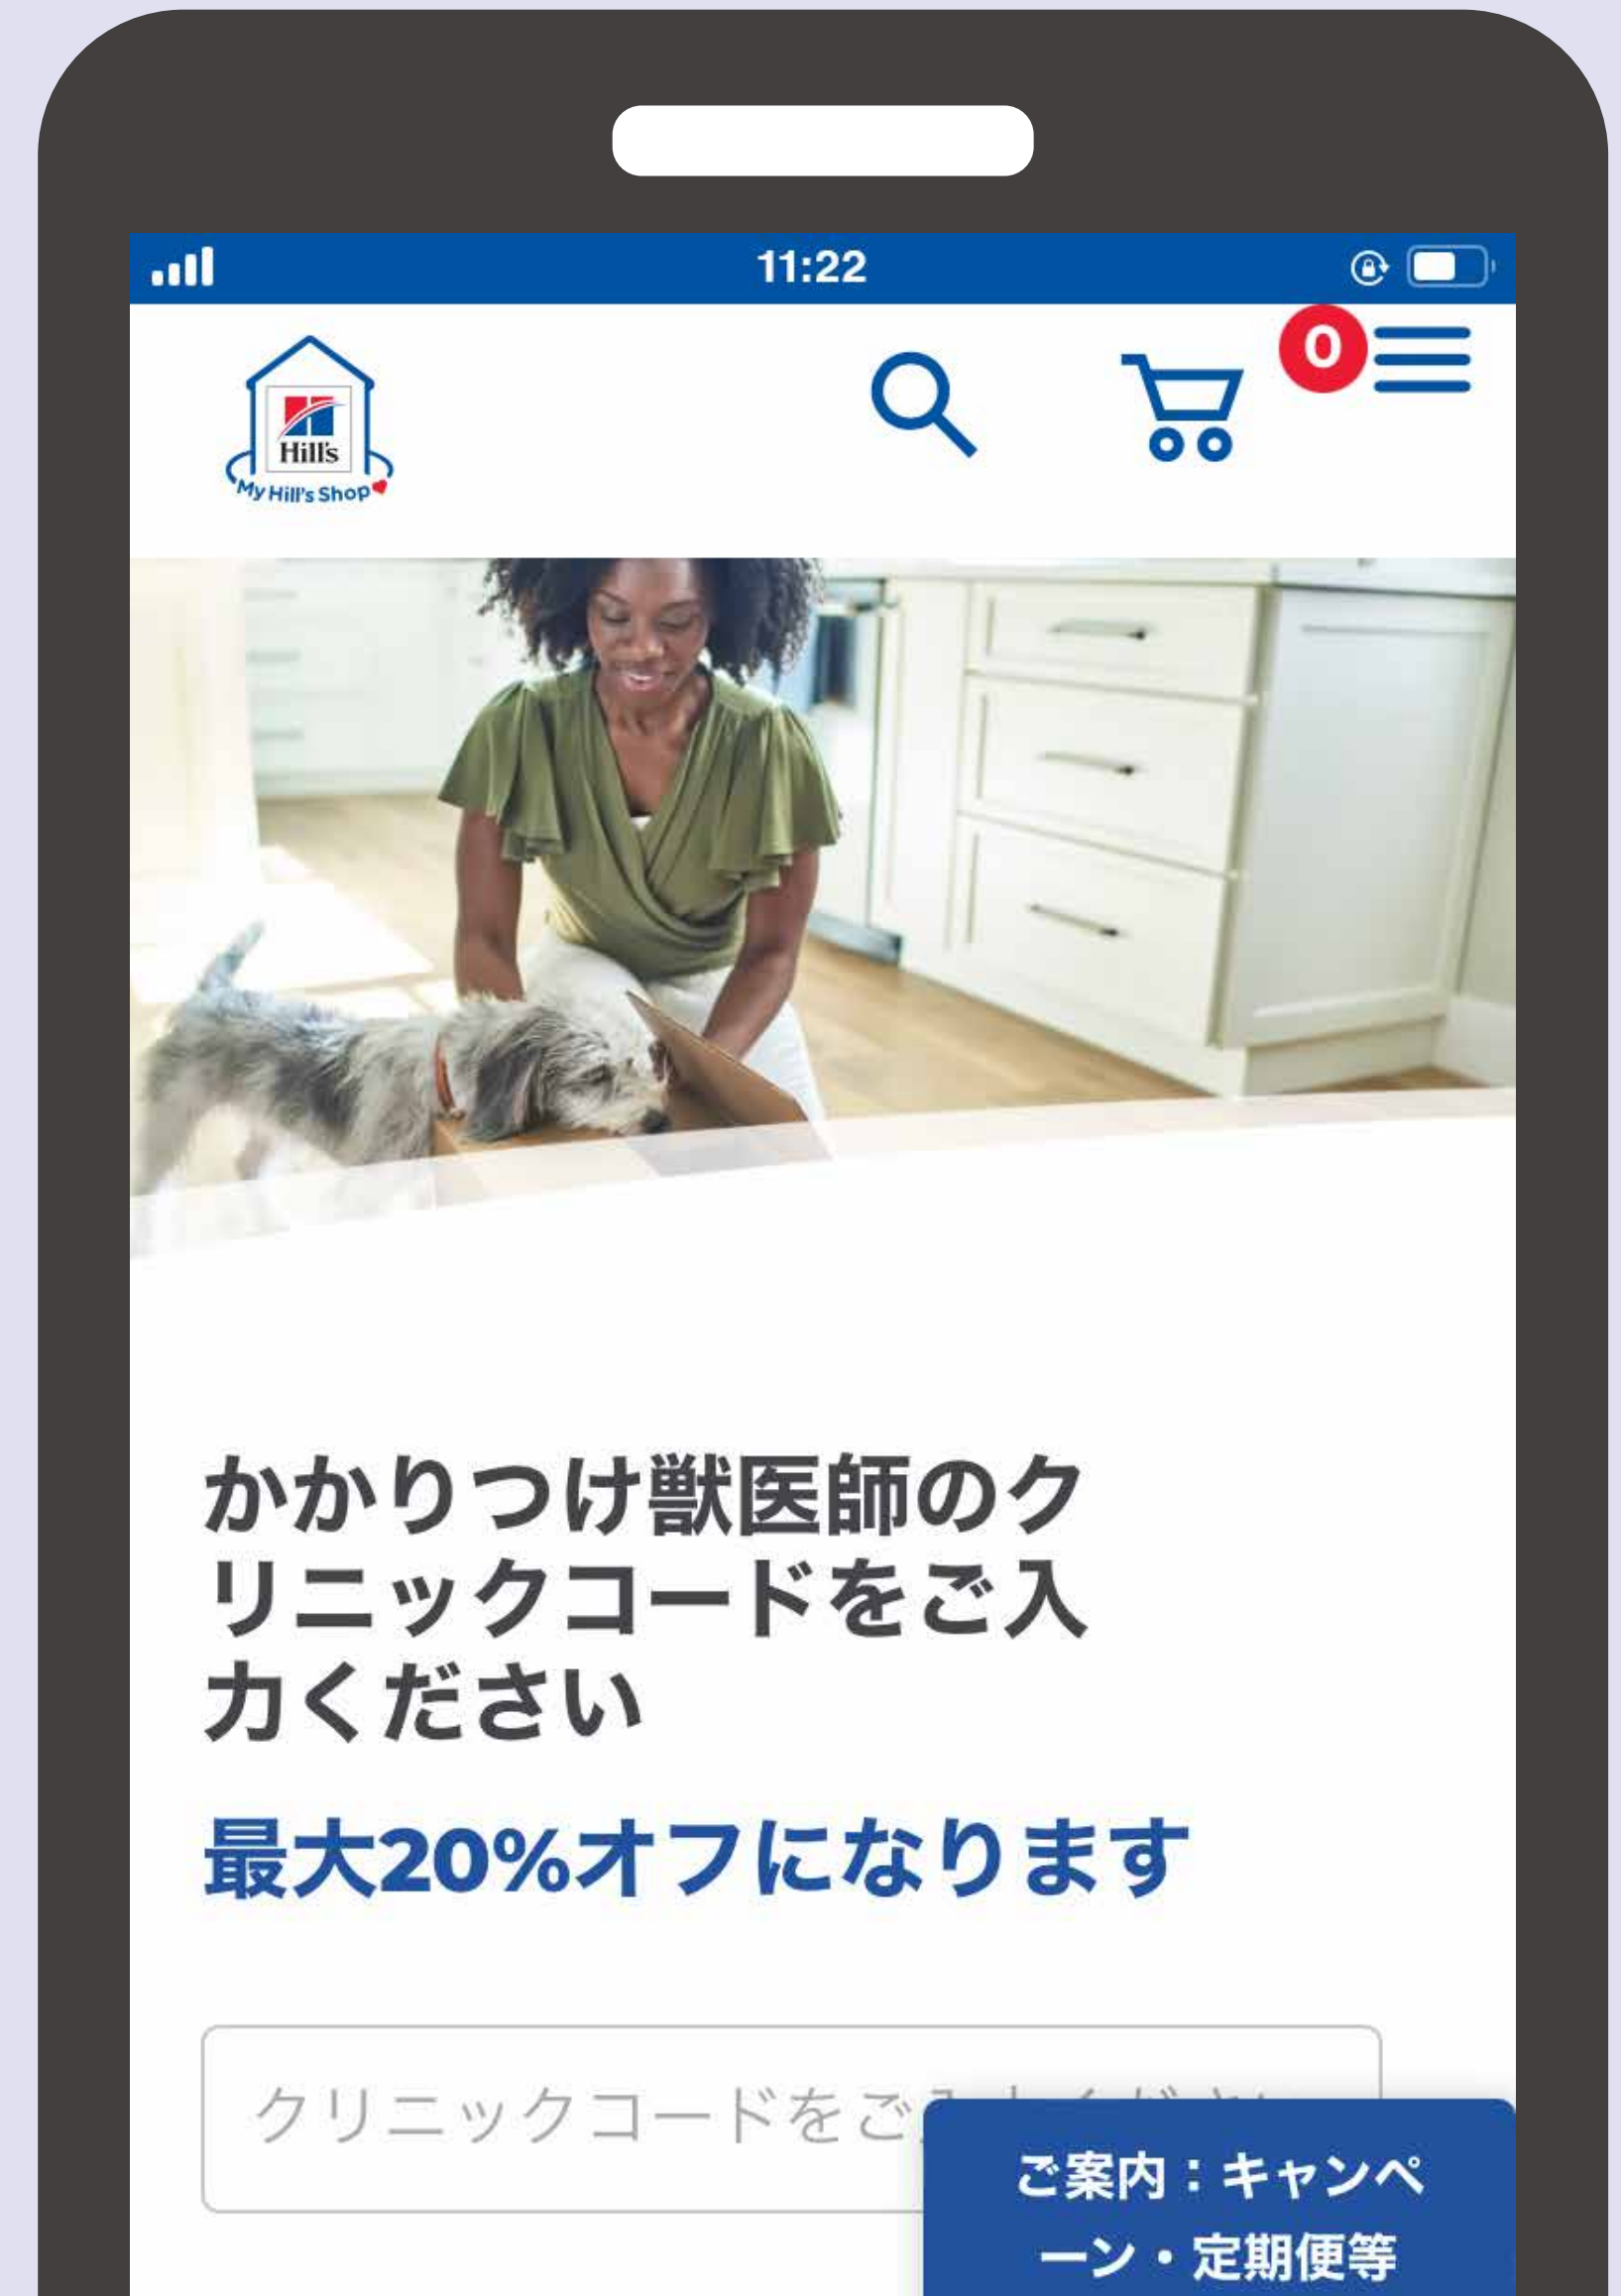 11:22
0
Hill's
My Hill's Shop
かかりつけ獣医師のク
リニックコードをご入
力ください
最大20%オフになります
クリニックコードをご
ご案内：キャンペ
ーン・定期便等